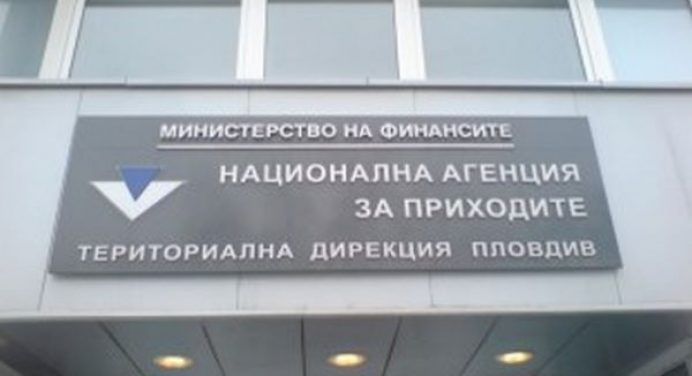 МИНИСТЕРСТВО НА ФИНАНСИТЕ
НАЦИОНАЛНА АГЕНЦИЯ
ЗА ПРИХОДИТЕ
ТЕРИТОРИАЛНА ДИРЕКЦИЯ ПЛОВДИВ